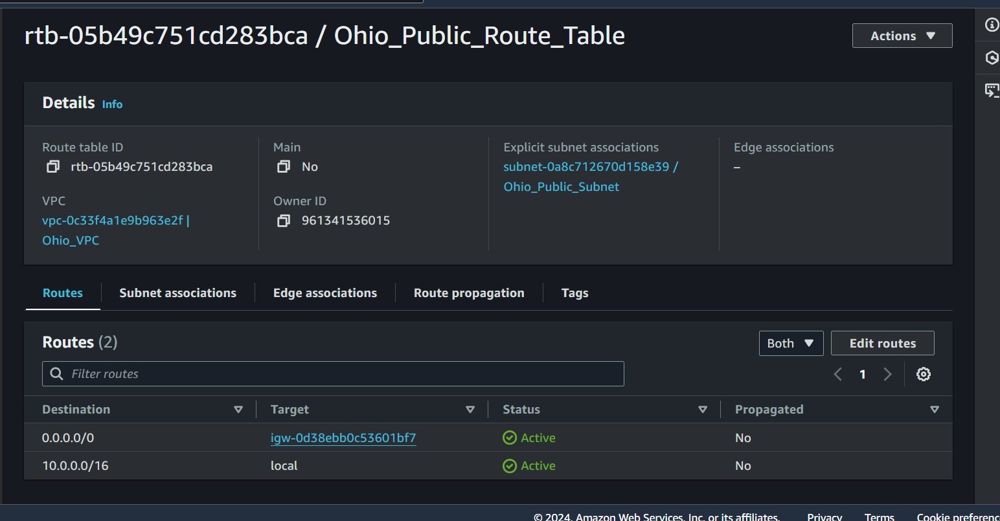 rtb-05b49c751cd283bca / Ohio_Public_Route_Table
Actions
Details Info
Route table ID
rtb-05b49c751cd283bca
Main
No
Explicit subnet associations
subnet-0a8c712670d158e39 /
Ohio_Public_Subnet
Edge associations
–
VPC
vpc-0c33f4a1e9b963e2f |
Ohio_VPC
Owner ID
961341536015
Routes Subnet associations Edge associations Route propagation Tags
Routes (2)
Both Edit routes
Filter routes
1
Destination Target Status Propagated
0.0.0.0/0 igw-0d38ebb0c53601bf7 Active No
10.0.0.0/16 local Active No
© 2024, Amazon Web Services, Inc. or its affiliates. Privacy Terms Cookie preferenc